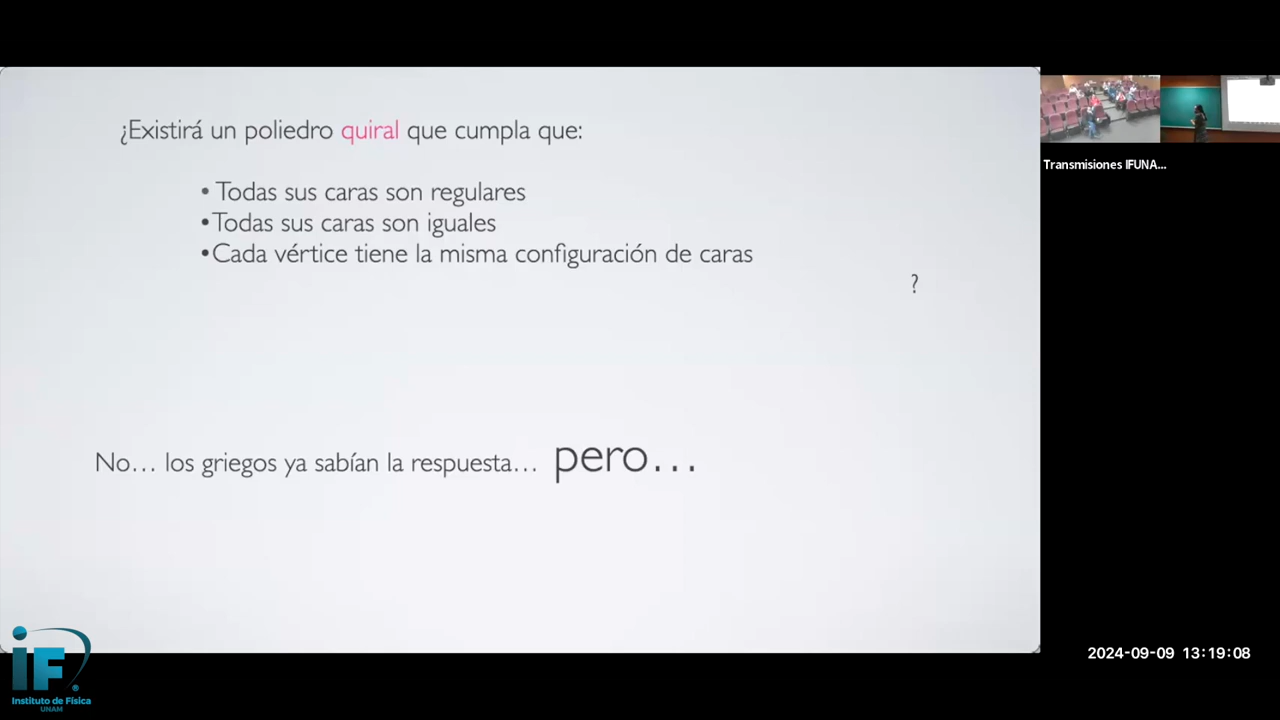 ¿Existirá un poliedro quiral que cumpla que:
• Todas sus caras son regulares
•Todas sus caras son iguales
•Cada vértice tiene la misma configuración de caras
?
No… los griegos ya sabían la respuesta… pero…
Transmisiones IFUNA...
2024-09-09 13:19:08
iF
Instituto de Física
UNAM